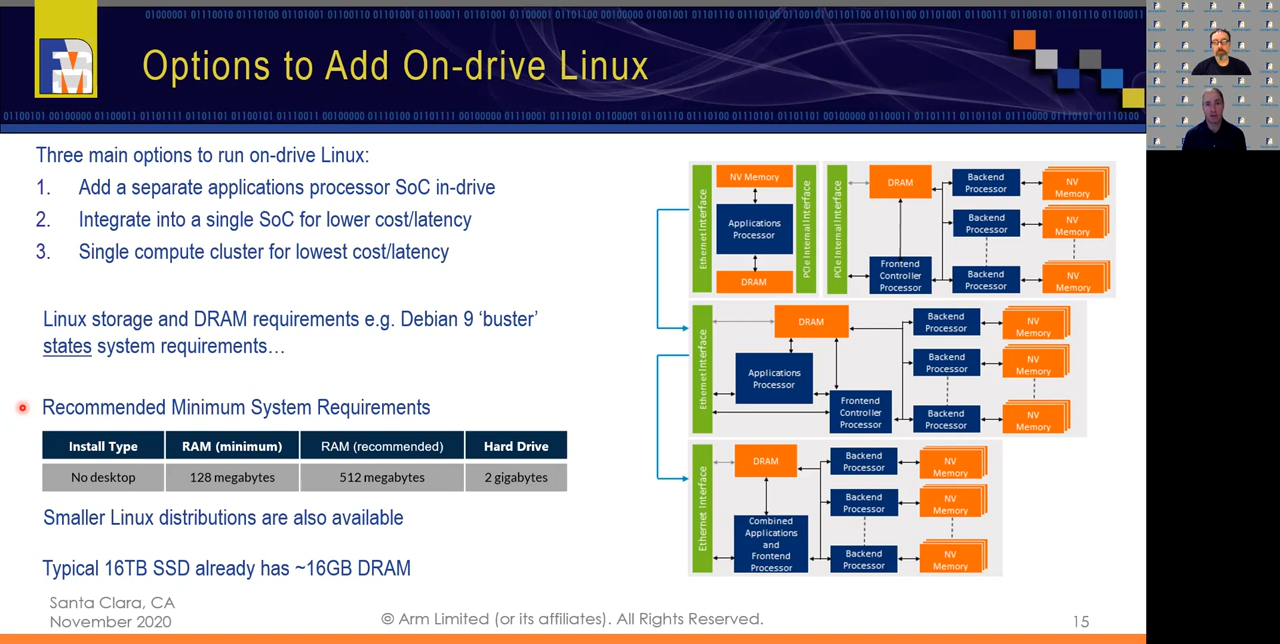 Options to Add On-drive Linux
Three main options to run on-drive Linux:
1. Add a separate applications processor SoC in-drive
2. Integrate into a single SoC for lower cost/latency
3. Single compute cluster for lowest cost/latency
Linux storage and DRAM requirements e.g. Debian 9 ‘buster’
states system requirements…
Recommended Minimum System Requirements
Install Type RAM (minimum) RAM (recommended) Hard Drive
No desktop 128 megabytes 512 megabytes 2 gigabytes
Smaller Linux distributions are also available
Typical 16TB SSD already has ~16GB DRAM
Ethernet Interface
NV Memory
Applications
Processor
DRAM
PCIe Internal Interface
PCIe Internal Interface
DRAM
Frontend
Controller
Processor
Backend
Processor
NV
Memory
Backend
Processor
NV
Memory
Backend
Processor
NV
Memory
Ethernet Interface
DRAM
Applications
Processor
Frontend
Controller
Processor
Backend
Processor
NV
Memory
Backend
Processor
NV
Memory
Backend
Processor
NV
Memory
Ethernet Interface
DRAM
Combined
Applications
and
Frontend
Processor
Backend
Processor
NV
Memory
Backend
Processor
NV
Memory
Backend
Processor
NV
Memory
Santa Clara, CA
November 2020
© Arm Limited (or its affiliates). All Rights Reserved.
15